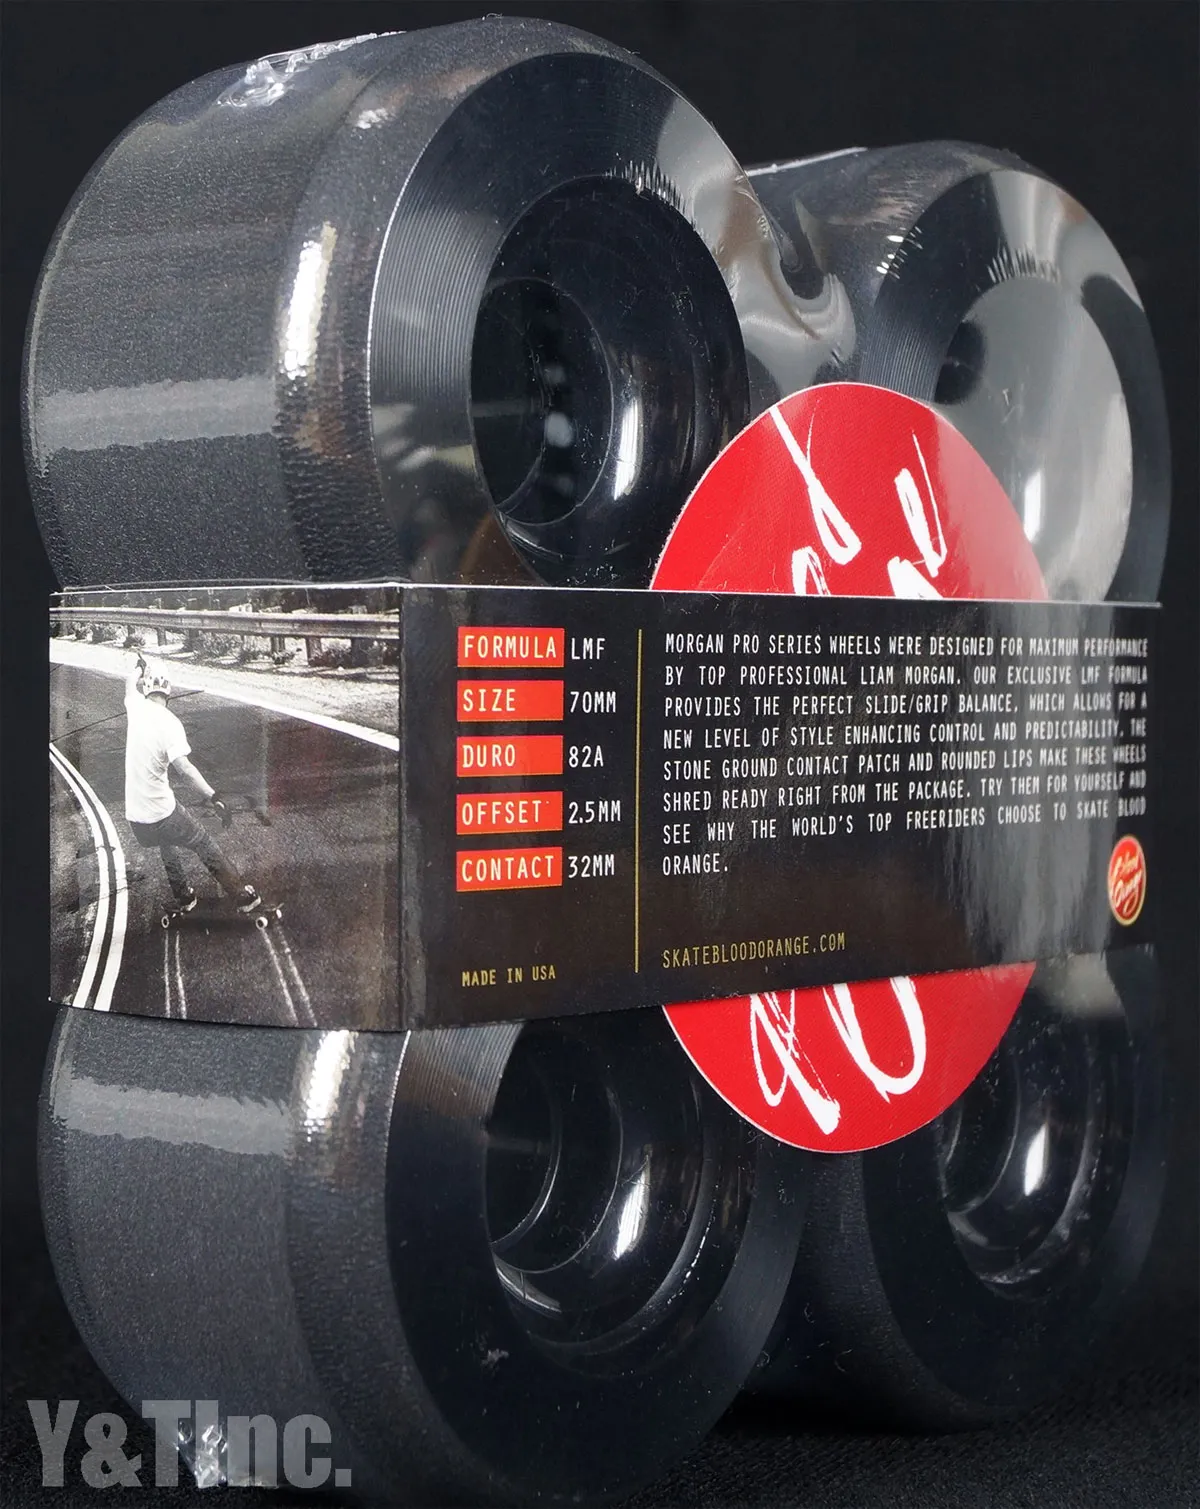 FORMULA LMF
SIZE 70MM
DURO 82A
OFFSET 2.5MM
CONTACT 32MM
MADE IN USA
MORGAN PRO SERIES WHEELS WERE DESIGNED FOR MAXIMUM PERFORMANCE
BY TOP PROFESSIONAL LIAM MORGAN. OUR EXCLUSIVE LMF FORMULA
PROVIDES THE PERFECT SLIDE/GRIP BALANCE, WHICH ALLOWS FOR A
NEW LEVEL OF STYLE ENHANCING CONTROL AND PREDICTABILITY. THE
STONE GROUND CONTACT PATCH AND ROUNDED LIPS MAKE THESE WHEELS
SHRED READY RIGHT FROM THE PACKAGE. TRY THEM FOR YOURSELF AND
SEE WHY THE WORLD'S TOP FREERIDERS CHOOSE TO SKATE BLOOD
ORANGE.
SKATEBLOODORANGE.COM
Blood
Orange
Y&TInc.